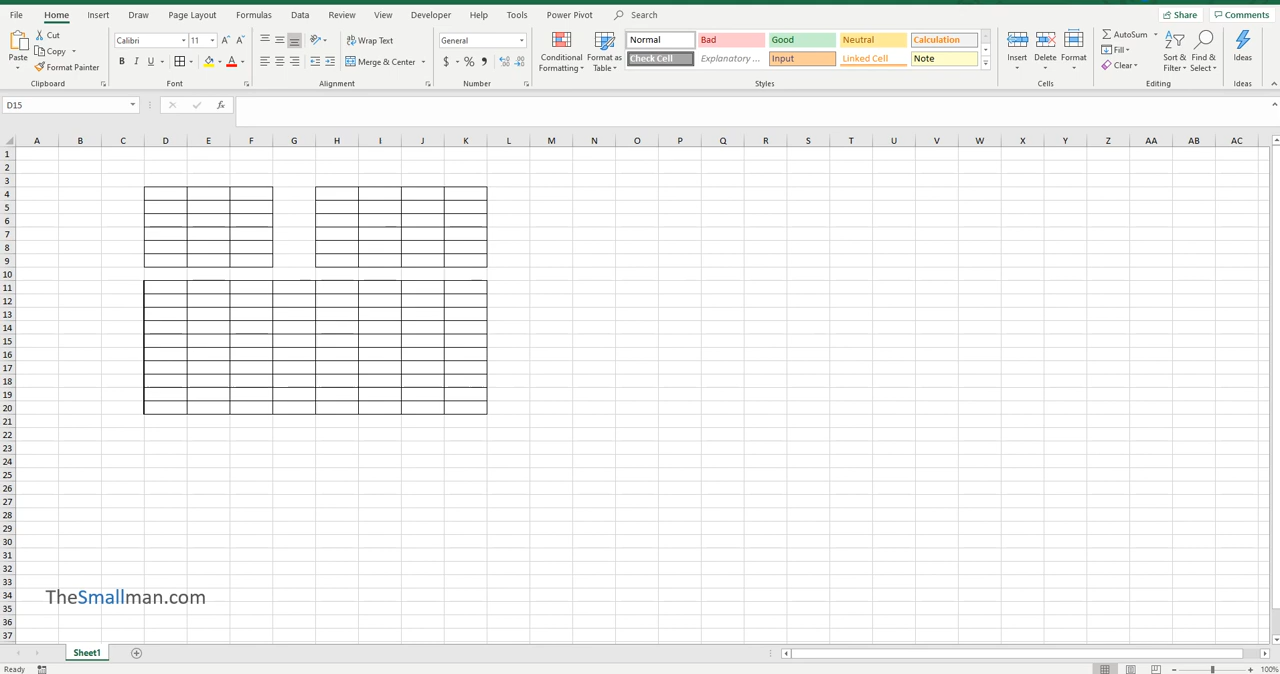 File Home Insert Draw Page Layout Formulas Data Review View Developer Help Tools Power Pivot Search Share Comments
Paste Cut Copy Format Painter Clipboard
Calibri 11 A A B I U A Font
Wrap Text Merge & Center Alignment
General $ % Number
Conditional Formatting Format as Table
Normal Bad Good Neutral Calculation
Check Cell Explanatory ... Input Linked Cell Note
Styles
Insert Delete Format Cells
AutoSum Fill Clear Sort & Filter Find & Select Editing
Ideas Ideas
D15 fx
A B C D E F G H I J K L M N O P Q R S T U V W X Y Z AA AB AC
1
2
3
4
5
6
7
8
9
10
11
12
13
14
15
16
17
18
19
20
21
22
23
24
25
26
27
28
29
30
31
32
33
34
TheSmallman.com
35
36
37
Sheet1
Ready 100%